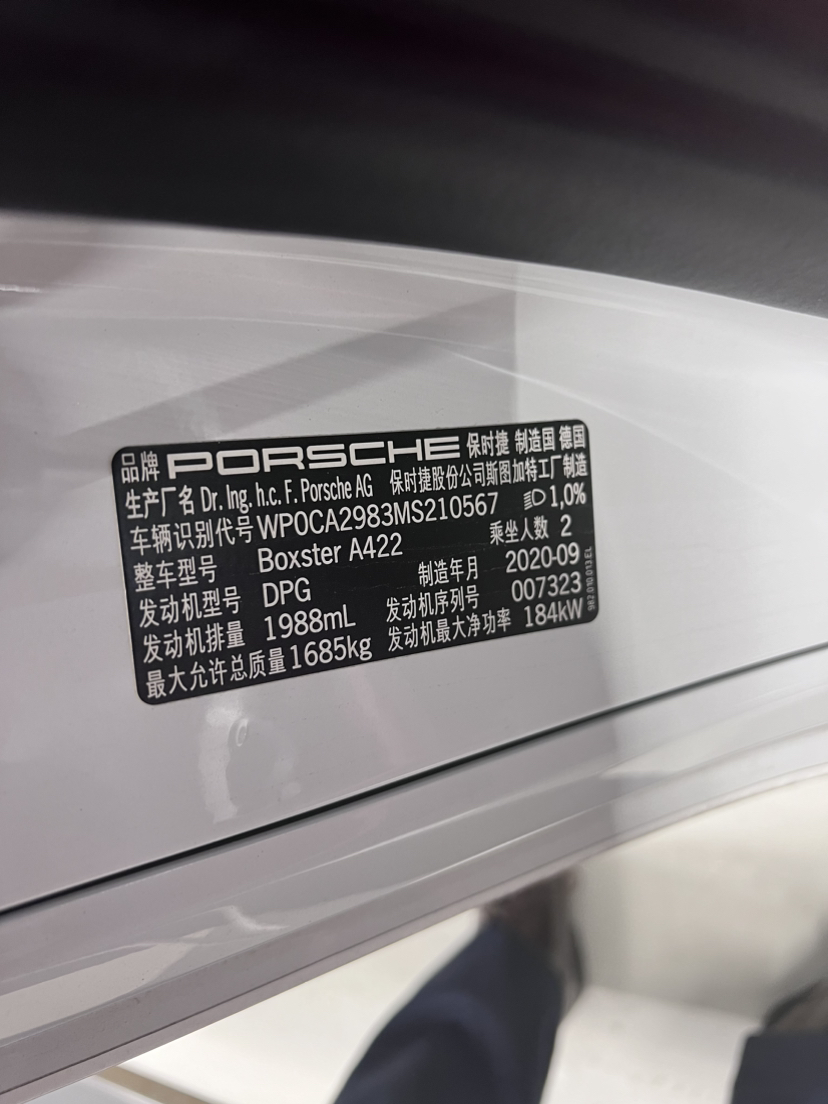 品牌 PORSCHE 保时捷 制造国 德国
生产厂名 Dr. Ing. h.c. F. Porsche AG 保时捷股份公司斯图加特工厂制造
车辆识别代号 WP0CA2983MS210567 1,0%
整车型号 Boxster A422 乘坐人数 2
发动机型号 DPG 制造年月 2020-09
发动机排量 1988mL 发动机序列号 007323
最大允许总质量 1685kg 发动机最大净功率 184kW
982.010.013.EL